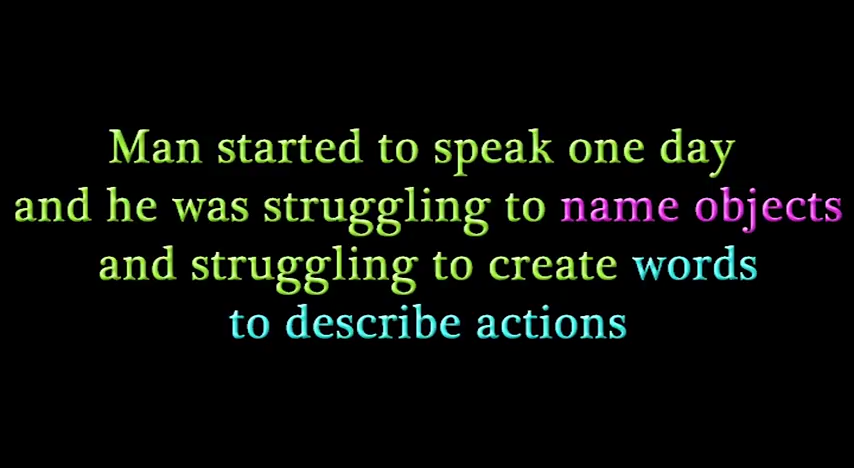 Man started to speak one day
and he was struggling to name objects
and struggling to create words
to describe actions